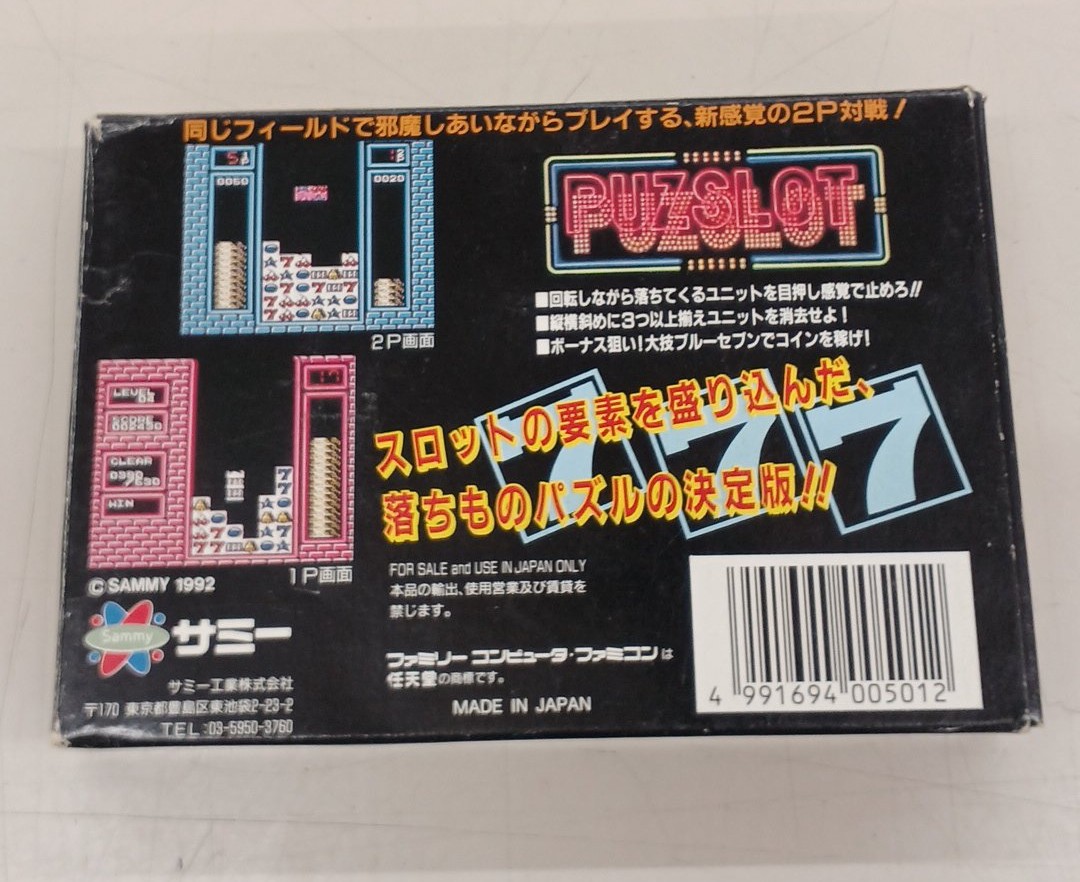 同じフィールドで邪魔しあいながらプレイする、新感覚の2P対戦！
0050
0020
2P画面
PUZSLOT
■回転しながら落ちてくるユニットを目押し感覚で止めろ!!
■縦横斜めに3つ以上揃えユニットを消去せよ！
■ボーナス狙い！大技ブルーセブンでコインを稼げ！
スロットの要素を盛り込んだ、
落ちものパズルの決定版!!
777
LEVEL
04
SCORE
002430
CLEAR
WIN
1P画面
©SAMMY 1992
Sammy サミー
サミー工業株式会社
〒170 東京都豊島区東池袋2-23-2
TEL:03-5950-3760
FOR SALE and USE IN JAPAN ONLY
本品の輸出、使用営業及び賃貸を
禁じます。
ファミリーコンピュータ・ファミコンは
任天堂の商標です。
MADE IN JAPAN
4 991694 005012